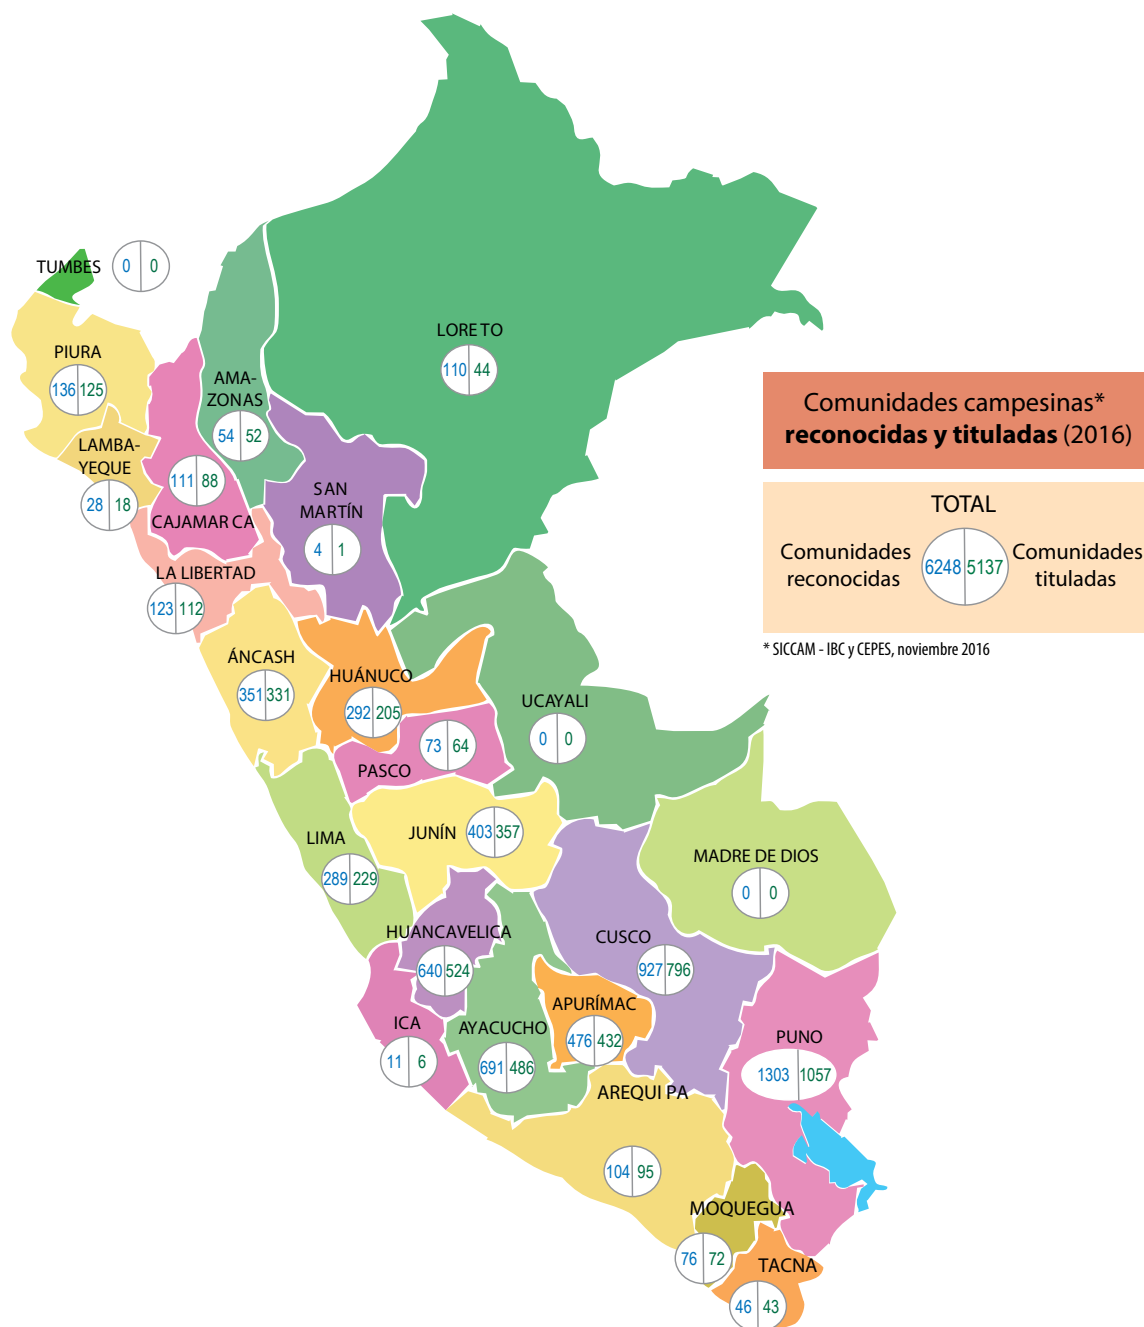 TUMBES
0 0
PIURA
136 125
LAMBA-
YEQUE
28 18
CAJAMAR CA
111 88
AMA-
ZONAS
54 52
LORETO
110 44
SAN
MARTÍN
4 1
LA LIBERTAD
123 112
ÁNCASH
351 331
HUÁNUCO
292 205
PASCO
73 64
UCAYALI
0 0
LIMA
289 229
JUNÍN
403 357
MADRE DE DIOS
0 0
HUANCAVELICA
640 524
CUSCO
927 796
ICA
11 6
AYACUCHO
691 486
APURÍMAC
476 432
PUNO
1303 1057
AREQUI PA
104 95
MOQUEGUA
76 72
TACNA
46 43
Comunidades campesinas*
reconocidas y tituladas (2016)
TOTAL
Comunidades
reconocidas
6248 5137
Comunidades
tituladas
* SICCAM - IBC y CEPES, noviembre 2016